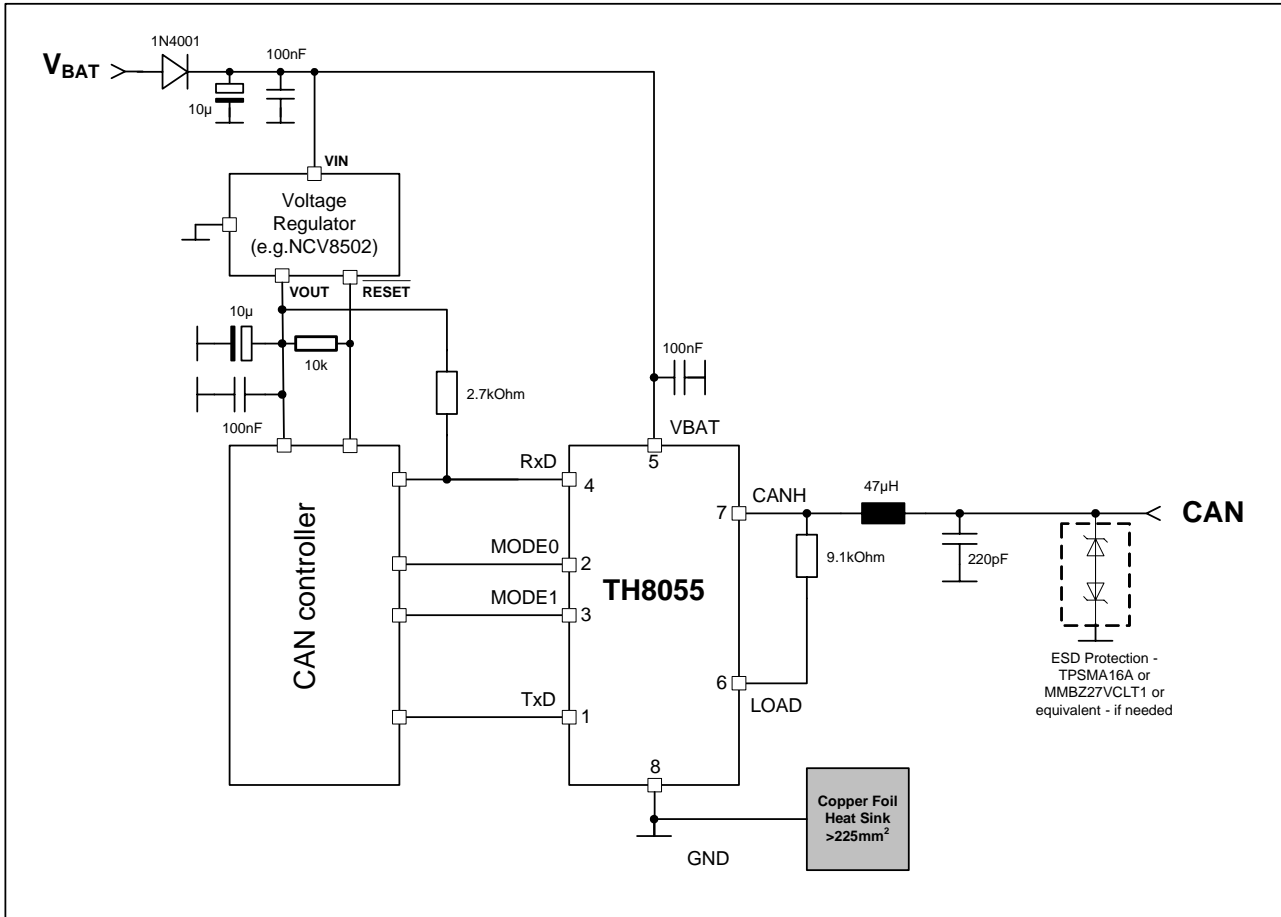 1N4001
100nF
VBAT
10µ
VIN
Voltage
Regulator
(e.g.NCV8502)
VOUT
RESET
10µ
10k
100nF
2.7kOhm
100nF
VBAT
5
RxD
4
CANH
7
47µH
CAN
MODE0
2
9.1kOhm
220pF
TH8055
MODE1
3
CAN controller
ESD Protection -
TPSMA16A or
MMBZ27VCLT1 or
equivalent - if needed
6
LOAD
TxD
1
8
GND
Copper Foil
Heat Sink
>225mm²